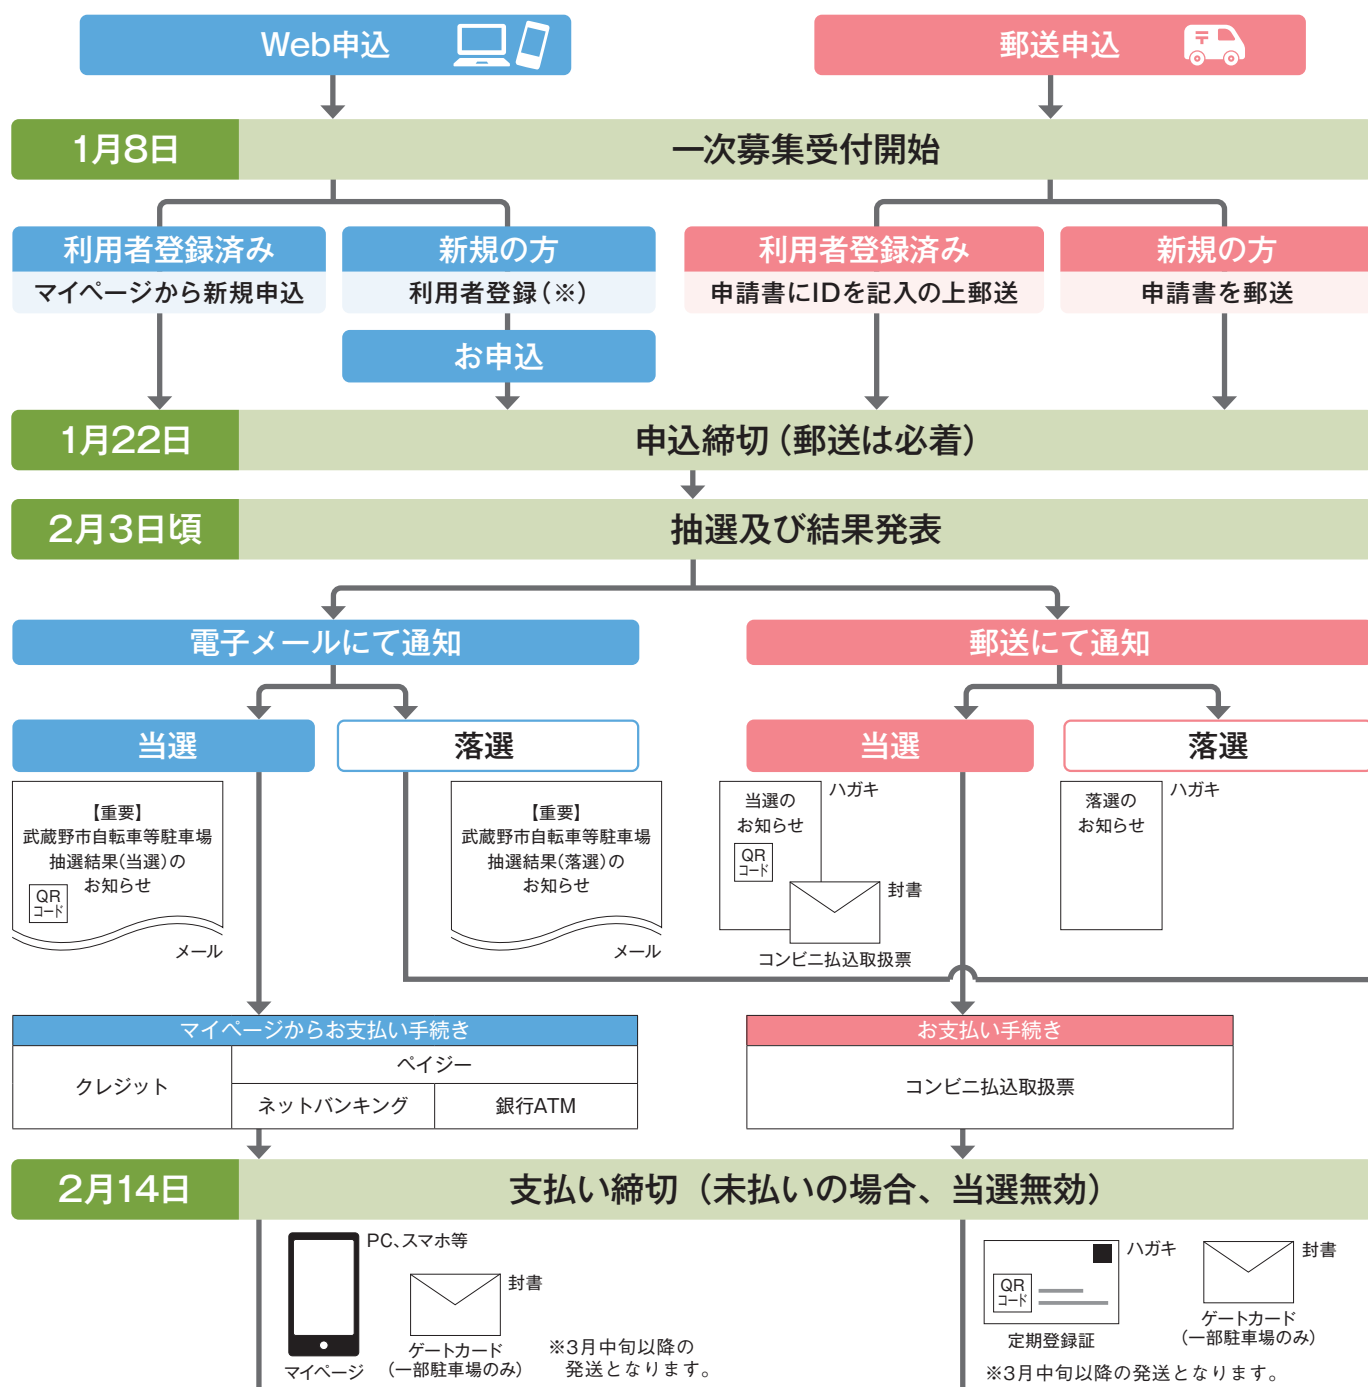 Web申込
郵送申込
1月8日
一次募集受付開始
利用者登録済み
マイページから新規申込
新規の方
利用者登録(※)
お申込
利用者登録済み
申請書にIDを記入の上郵送
新規の方
申請書を郵送
1月22日
申込締切(郵送は必着)
2月3日頃
抽選及び結果発表
電子メールにて通知
郵送にて通知
当選
落選
当選
落選
【重要】
武蔵野市自転車等駐車場
抽選結果(当選)の
お知らせ
QR
コード
メール
【重要】
武蔵野市自転車等駐車場
抽選結果(落選)の
お知らせ
メール
当選の
お知らせ
QR
コード
ハガキ
封書
コンビニ払込取扱票
落選の
お知らせ
ハガキ
マイページからお支払い手続き
クレジット
ペイジー
ネットバンキング
銀行ATM
お支払い手続き
コンビニ払込取扱票
2月14日
支払い締切(未払いの場合、当選無効)
PC、スマホ等
マイページ
封書
ゲートカード
(一部駐車場のみ)
※3月中旬以降の
発送となります。
QR
コード
ハガキ
定期登録証
封書
ゲートカード
(一部駐車場のみ)
※3月中旬以降の発送となります。